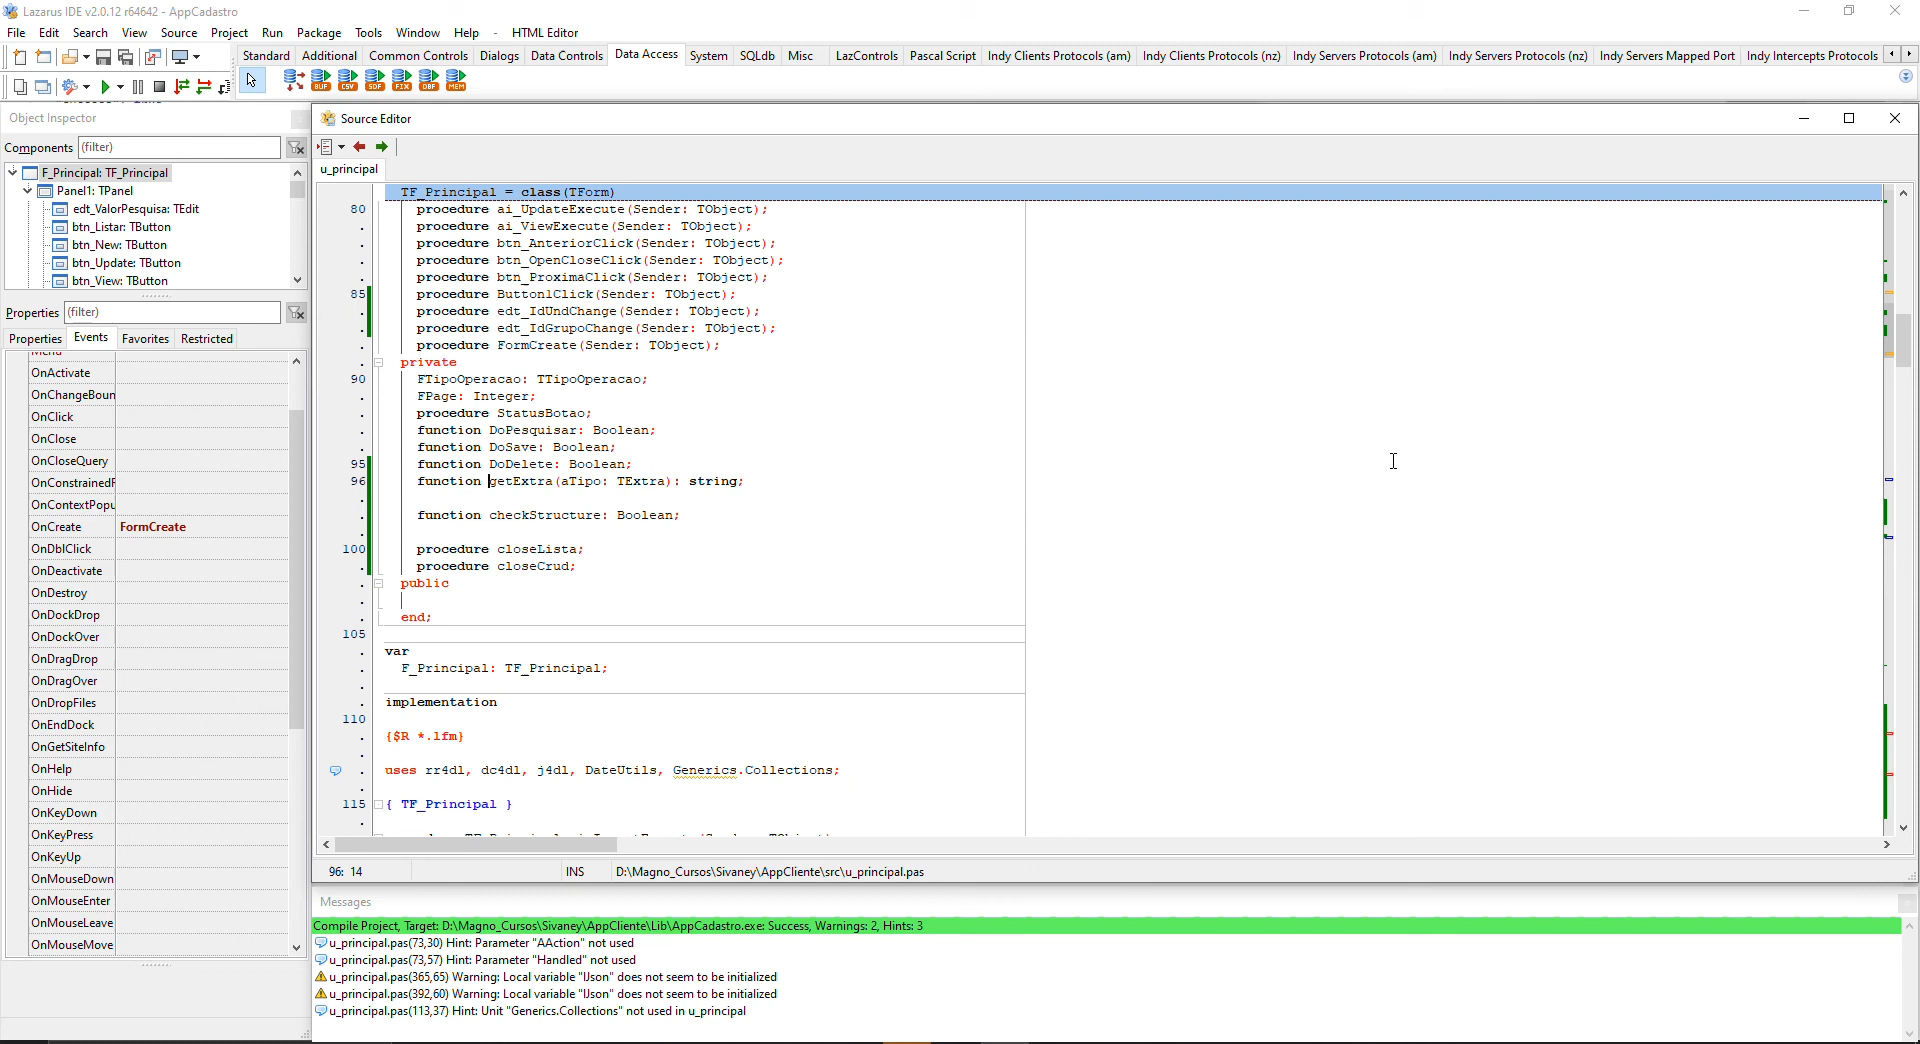 Lazarus IDE v2.0.12 r64642 - AppCadastro
File Edit Search View Source Project Run Package Tools Window Help - HTML Editor
Standard Additional Common Controls Dialogs Data Controls Data Access System SQLdb Misc LazControls Pascal Script Indy Clients Protocols (am) Indy Clients Protocols (nz) Indy Servers Protocols (am) Indy Servers Protocols (nz) Indy Servers Mapped Port Indy Intercepts Protocols
BUF CSV SDF FIX DBF MEM
Object Inspector
Components (filter)
F_Principal: TF_Principal
Panel1: TPanel
edt_ValorPesquisa: TEdit
btn_Listar: TButton
btn_New: TButton
btn_Update: TButton
btn_View: TButton
Properties (filter)
Properties Events Favorites Restricted
OnActivate
OnChangeBoun
OnClick
OnClose
OnCloseQuery
OnConstrainedR
OnContextPopu
OnCreate FormCreate
OnDblClick
OnDeactivate
OnDestroy
OnDockDrop
OnDockOver
OnDragDrop
OnDragOver
OnDropFiles
OnEndDock
OnGetSiteInfo
OnHelp
OnHide
OnKeyDown
OnKeyPress
OnKeyUp
OnMouseDown
OnMouseEnter
OnMouseLeave
OnMouseMove
Source Editor
u_principal
TF_Principal = class(TForm)
80 procedure ai_UpdateExecute(Sender: TObject);
procedure ai_ViewExecute(Sender: TObject);
procedure btn_AnteriorClick(Sender: TObject);
procedure btn_OpenCloseClick(Sender: TObject);
procedure btn_ProximaClick(Sender: TObject);
85 procedure Button1Click(Sender: TObject);
procedure edt_IdUndChange(Sender: TObject);
procedure edt_IdGrupoChange(Sender: TObject);
procedure FormCreate(Sender: TObject);
private
90 FTipoOperacao: TTipoOperacao;
FPage: Integer;
procedure StatusBotao;
function DoPesquisar: Boolean;
function DoSave: Boolean;
95 function DoDelete: Boolean;
96 function getExtra(aTipo: TExtra): string;
function checkStructure: Boolean;
100 procedure closeLista;
procedure closeCrud;
public
end;
105
var
F_Principal: TF_Principal;
implementation
110
{$R *.lfm}
uses rr4dl, dc4dl, j4dl, DateUtils, Generics.Collections;
115 { TF_Principal }
96: 14 INS D:\Magno_Cursos\Sivaney\AppCliente\src\u_principal.pas
Messages
Compile Project, Target: D:\Magno_Cursos\Sivaney\AppCliente\Lib\AppCadastro.exe: Success, Warnings: 2, Hints: 3
u_principal.pas(73,30) Hint: Parameter "AAction" not used
u_principal.pas(73,57) Hint: Parameter "Handled" not used
u_principal.pas(365,65) Warning: Local variable "lJson" does not seem to be initialized
u_principal.pas(392,60) Warning: Local variable "lJson" does not seem to be initialized
u_principal.pas(113,37) Hint: Unit "Generics.Collections" not used in u_principal